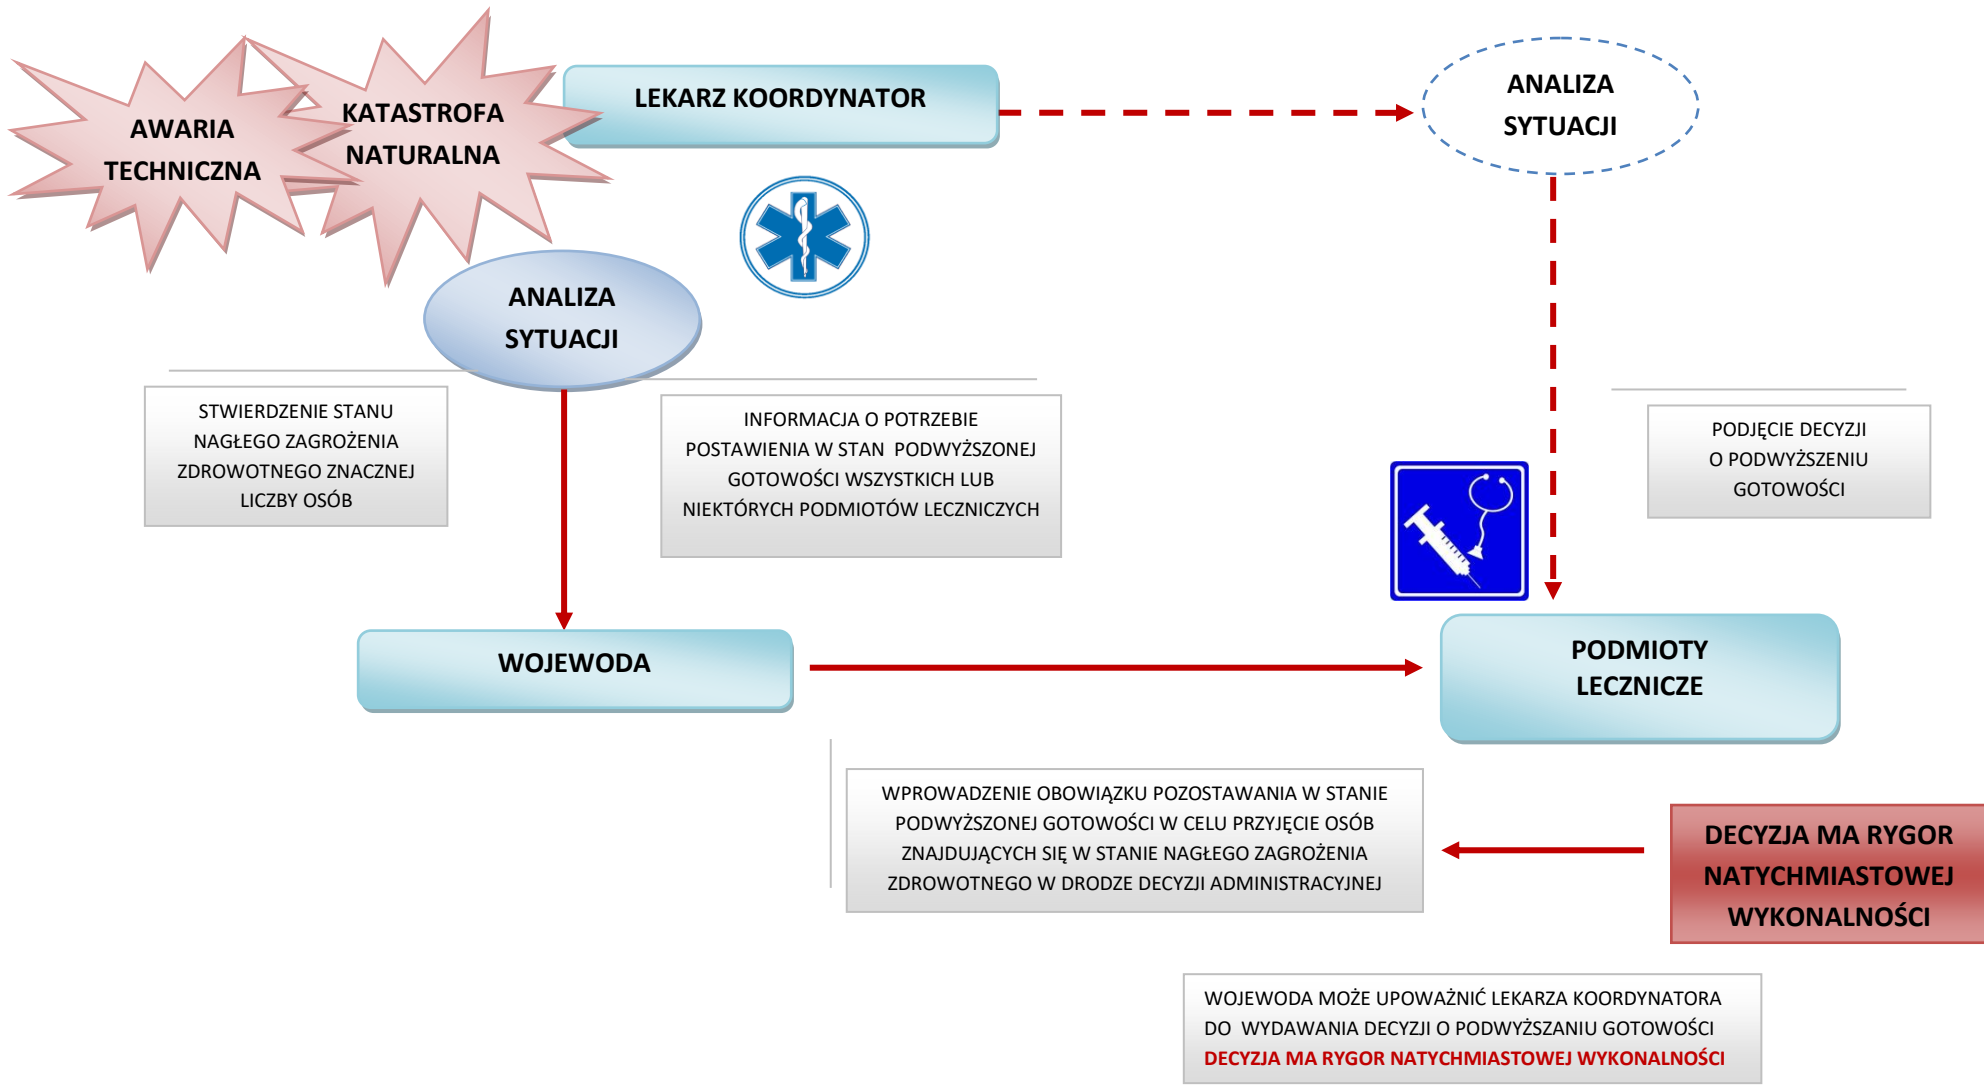 AWARIA
TECHNICZNA
KATASTROFA
NATURALNA
LEKARZ KOORDYNATOR
ANALIZA
SYTUACJI
ANALIZA
SYTUACJI
STWIERDZENIE STANU
NAGŁEGO ZAGROŻENIA
ZDROWOTNEGO ZNACZNEJ
LICZBY OSÓB
INFORMACJA O POTRZEBIE
POSTAWIENIA W STAN PODWYŻSZONEJ
GOTOWOŚCI WSZYSTKICH LUB
NIEKTÓRYCH PODMIOTÓW LECZNICZYCH
PODJĘCIE DECYZJI
O PODWYŻSZENIU
GOTOWOŚCI
WOJEWODA
PODMIOTY
LECZNICZE
WPROWADZENIE OBOWIĄZKU POZOSTAWANIA W STANIE
PODWYŻSZONEJ GOTOWOŚCI W CELU PRZYJĘCIE OSÓB
ZNAJDUJĄCYCH SIĘ W STANIE NAGŁEGO ZAGROŻENIA
ZDROWOTNEGO W DRODZE DECYZJI ADMINISTRACYJNEJ
DECYZJA MA RYGOR
NATYCHMIASTOWEJ
WYKONALNOŚCI
WOJEWODA MOŻE UPOWAŻNIĆ LEKARZA KOORDYNATORA
DO WYDAWANIA DECYZJI O PODWYŻSZANIU GOTOWOŚCI
DECYZJA MA RYGOR NATYCHMIASTOWEJ WYKONALNOŚCI